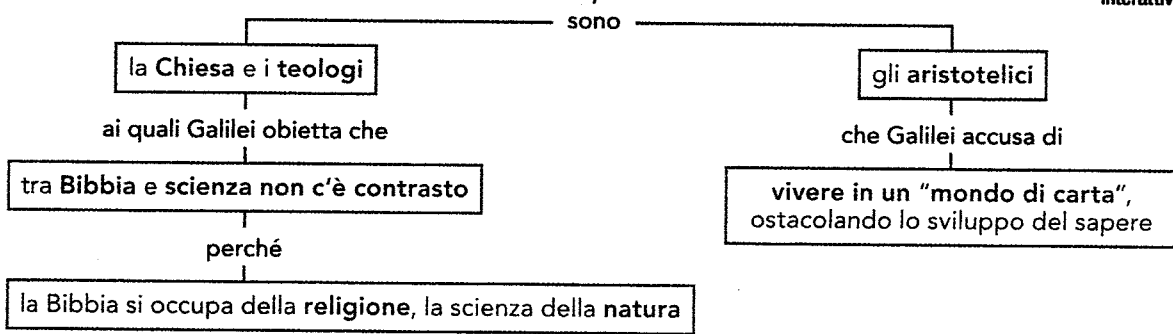 sono
la Chiesa e i teologi
ai quali Galilei obietta che
tra Bibbia e scienza non c'è contrasto
perché
la Bibbia si occupa della religione, la scienza della natura
gli aristotelici
che Galilei accusa di
vivere in un "mondo di carta",
ostacolando lo sviluppo del sapere